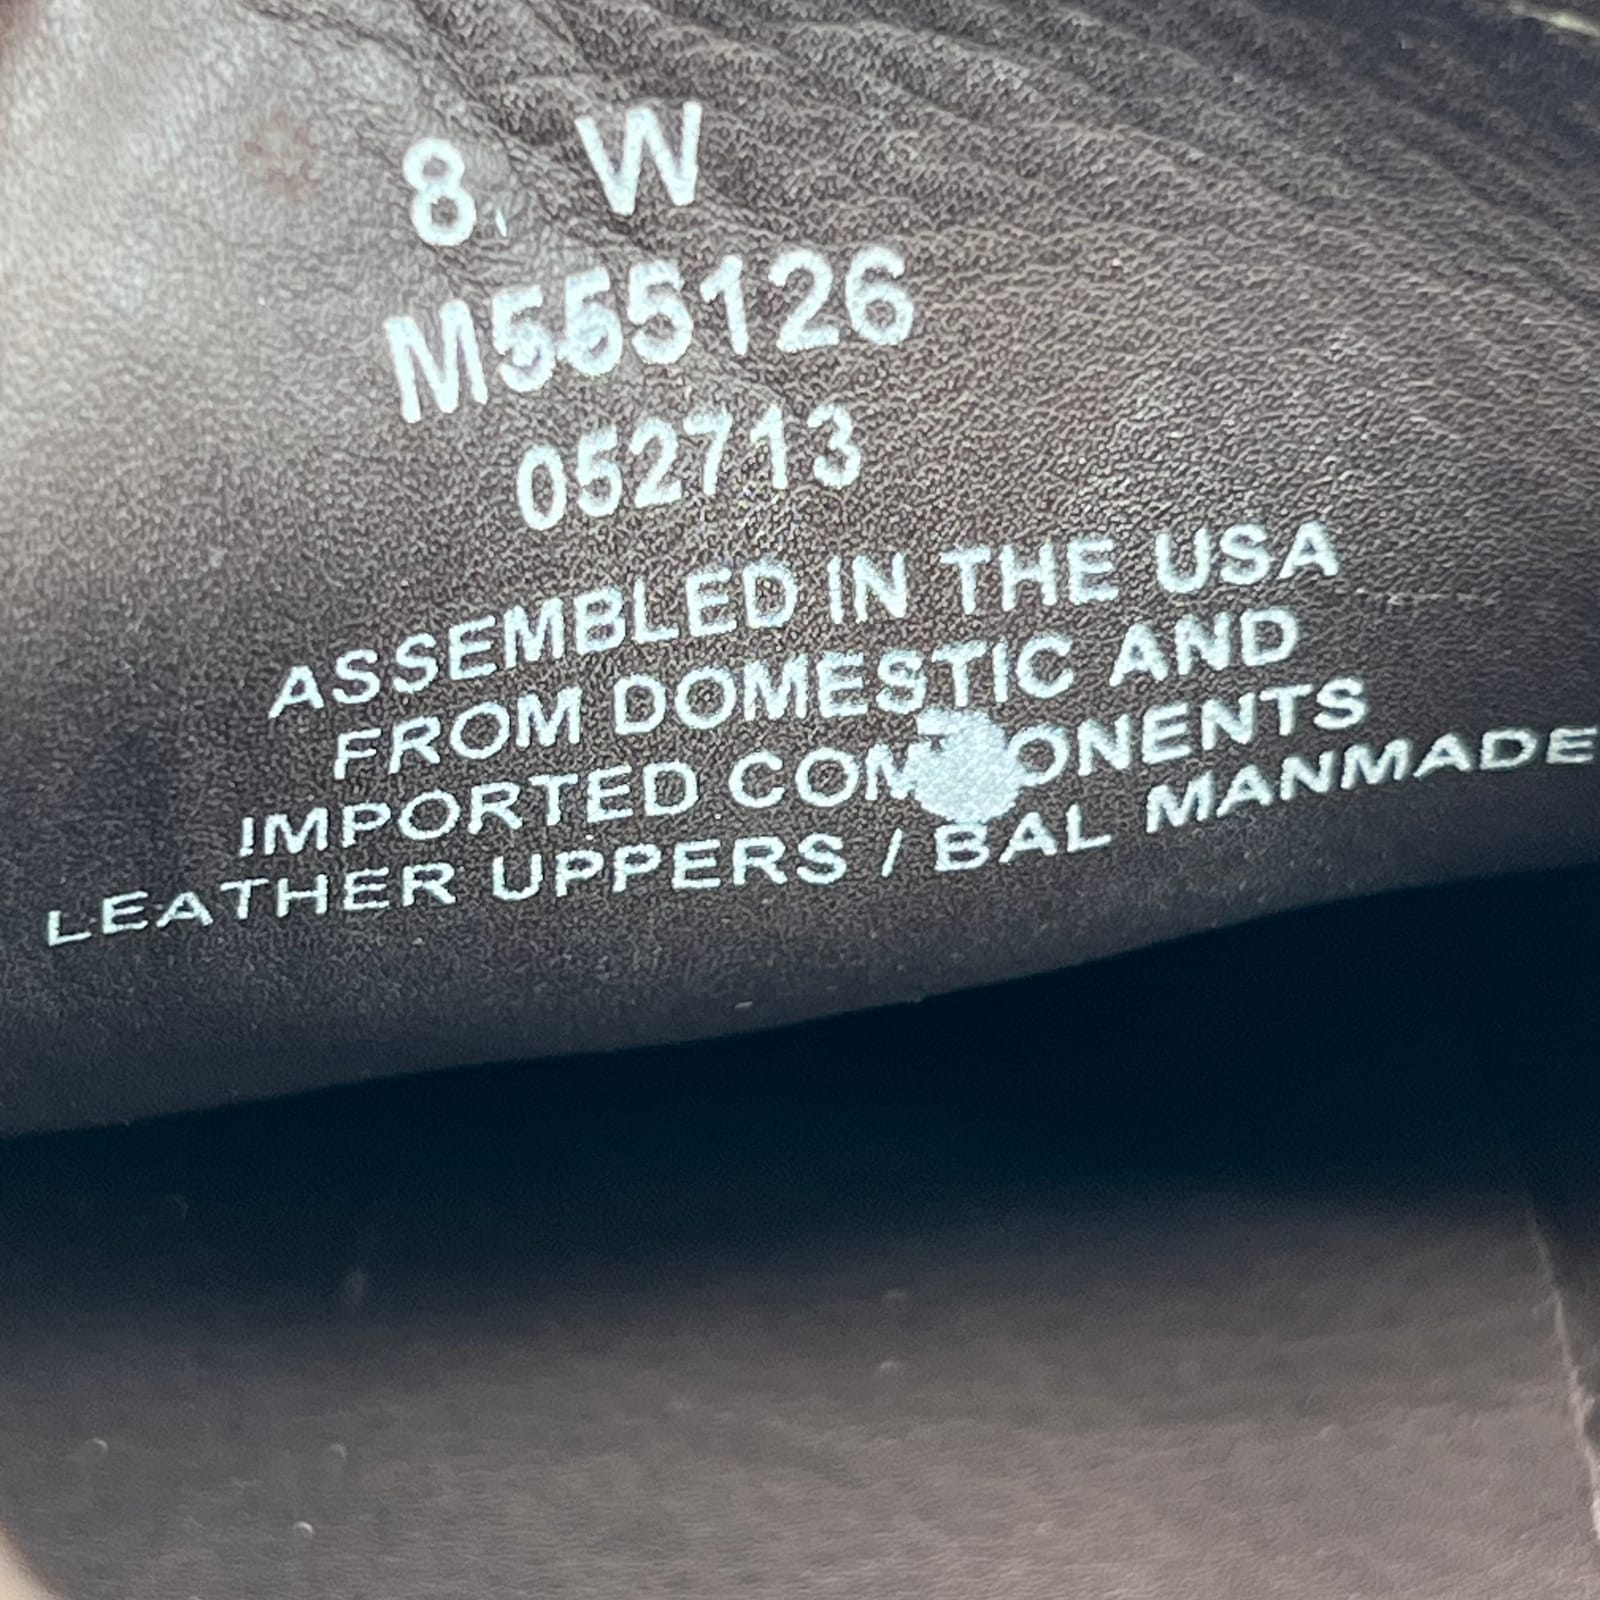 8 W
M555126
052713
ASSEMBLED IN THE USA
FROM DOMESTIC AND
IMPORTED COMPONENTS
LEATHER UPPERS / BAL MANMADE